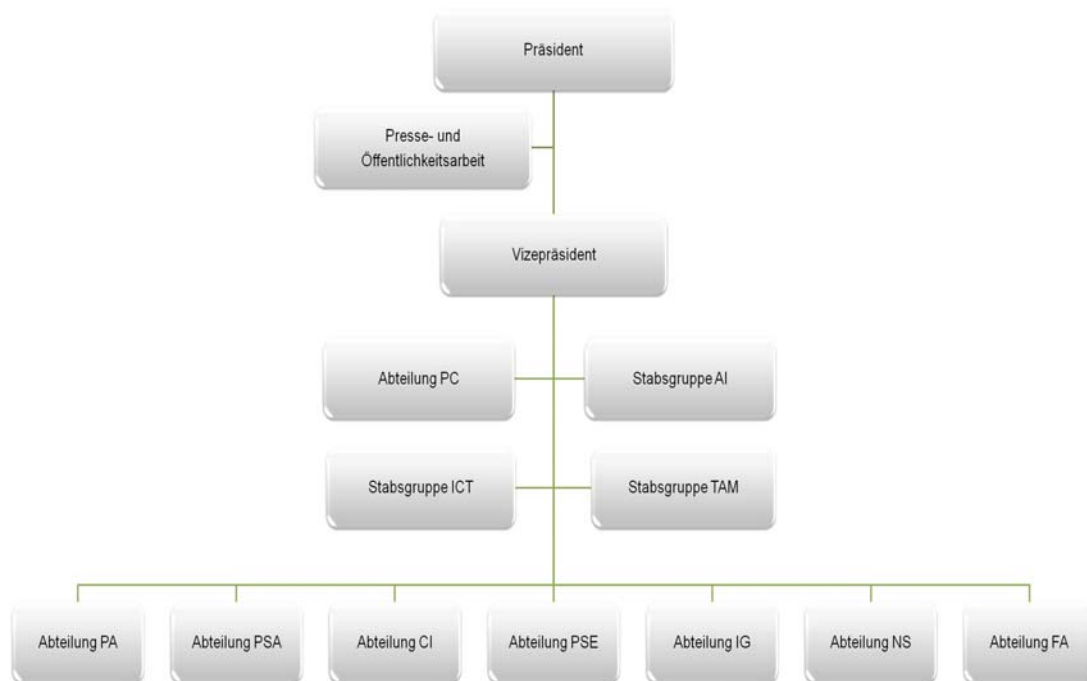 Präsident
Presse- und
Öffentlichkeitsarbeit
Vizepräsident
Abteilung PC
Stabsgruppe AI
Stabsgruppe ICT
Stabsgruppe TAM
Abteilung PA
Abteilung PSA
Abteilung CI
Abteilung PSE
Abteilung IG
Abteilung NS
Abteilung FA